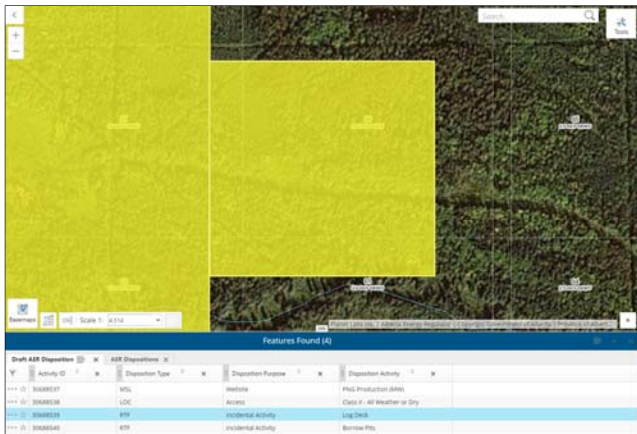 Search...
Tools
Basemaps
Scale 1:
4,514
Planet Labs Inc. | Alberta Energy Regulator | Copyright Government of Alberta | Province of Albert...
Features Found (4)
Draft AER Disposition
AER Dispositions
Activity ID Disposition Type Disposition Purpose Disposition Activity
30688537 MSL Wellsite PNG Production (MW)
30688538 LOC Access Class II - All Weather or Dry
30688539 RTF Incidental Activity Log Deck
30688540 RTF Incidental Activity Borrow Pits